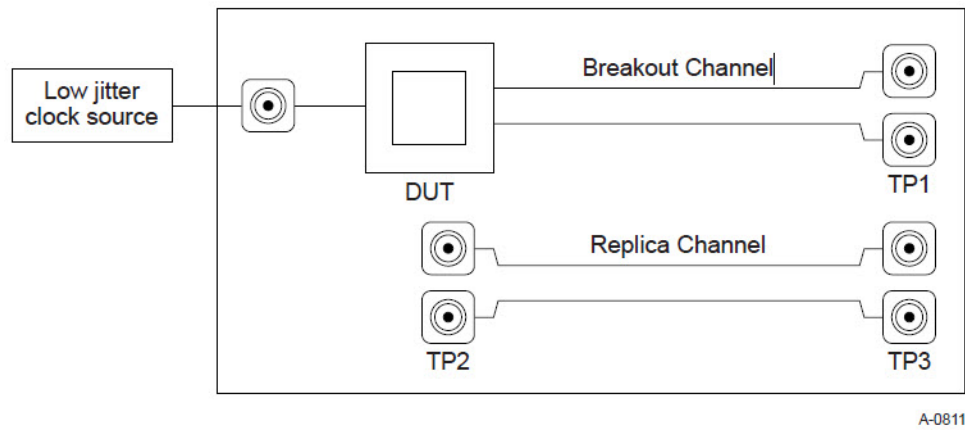 Low jitter
clock source
Breakout Channel
DUT
TP1
Replica Channel
TP2
TP3
A-0811